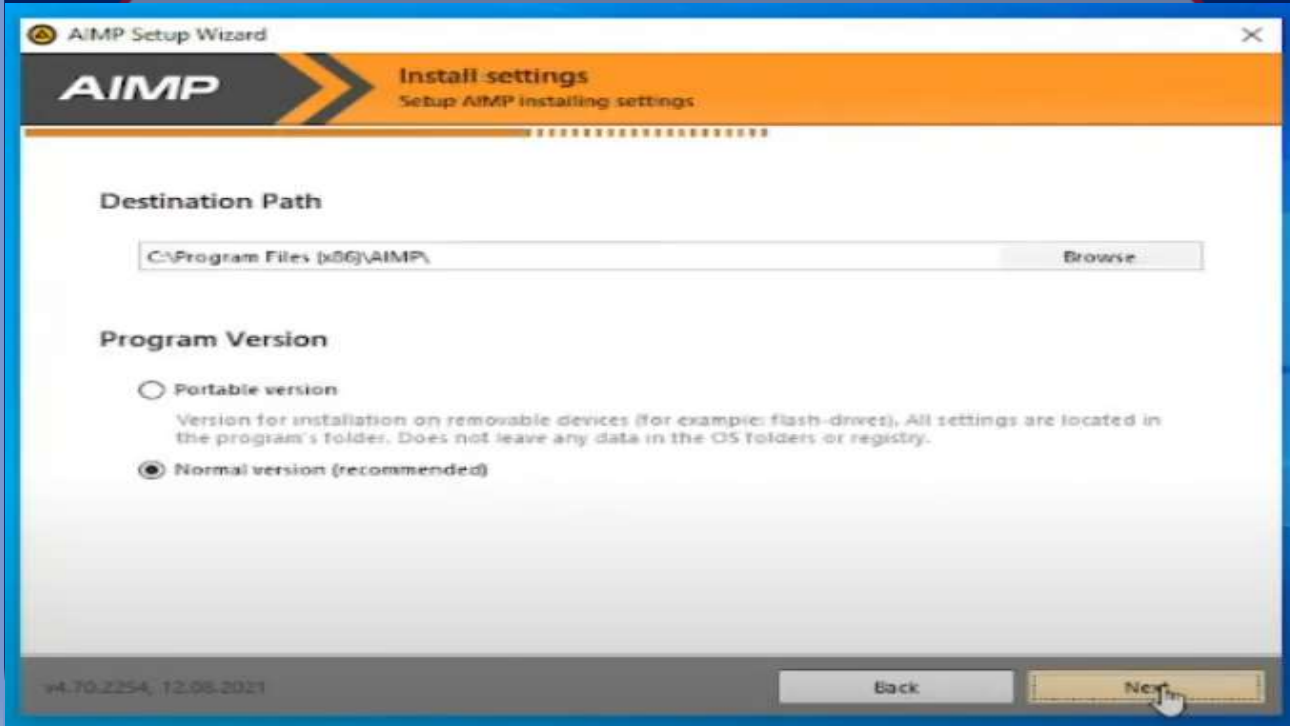 AIMP Setup Wizard
AIMP
Install settings
Setup AIMP installing settings
Destination Path
C:\Program Files (x86)\AIMP\
Browse
Program Version
Portable version
Version for installation on removable devices (for example: flash-drives). All settings are located in
the program's folder. Does not leave any data in the OS folders or registry.
Normal version (recommended)
v4.70.2254, 12.08.2021
Back
Next